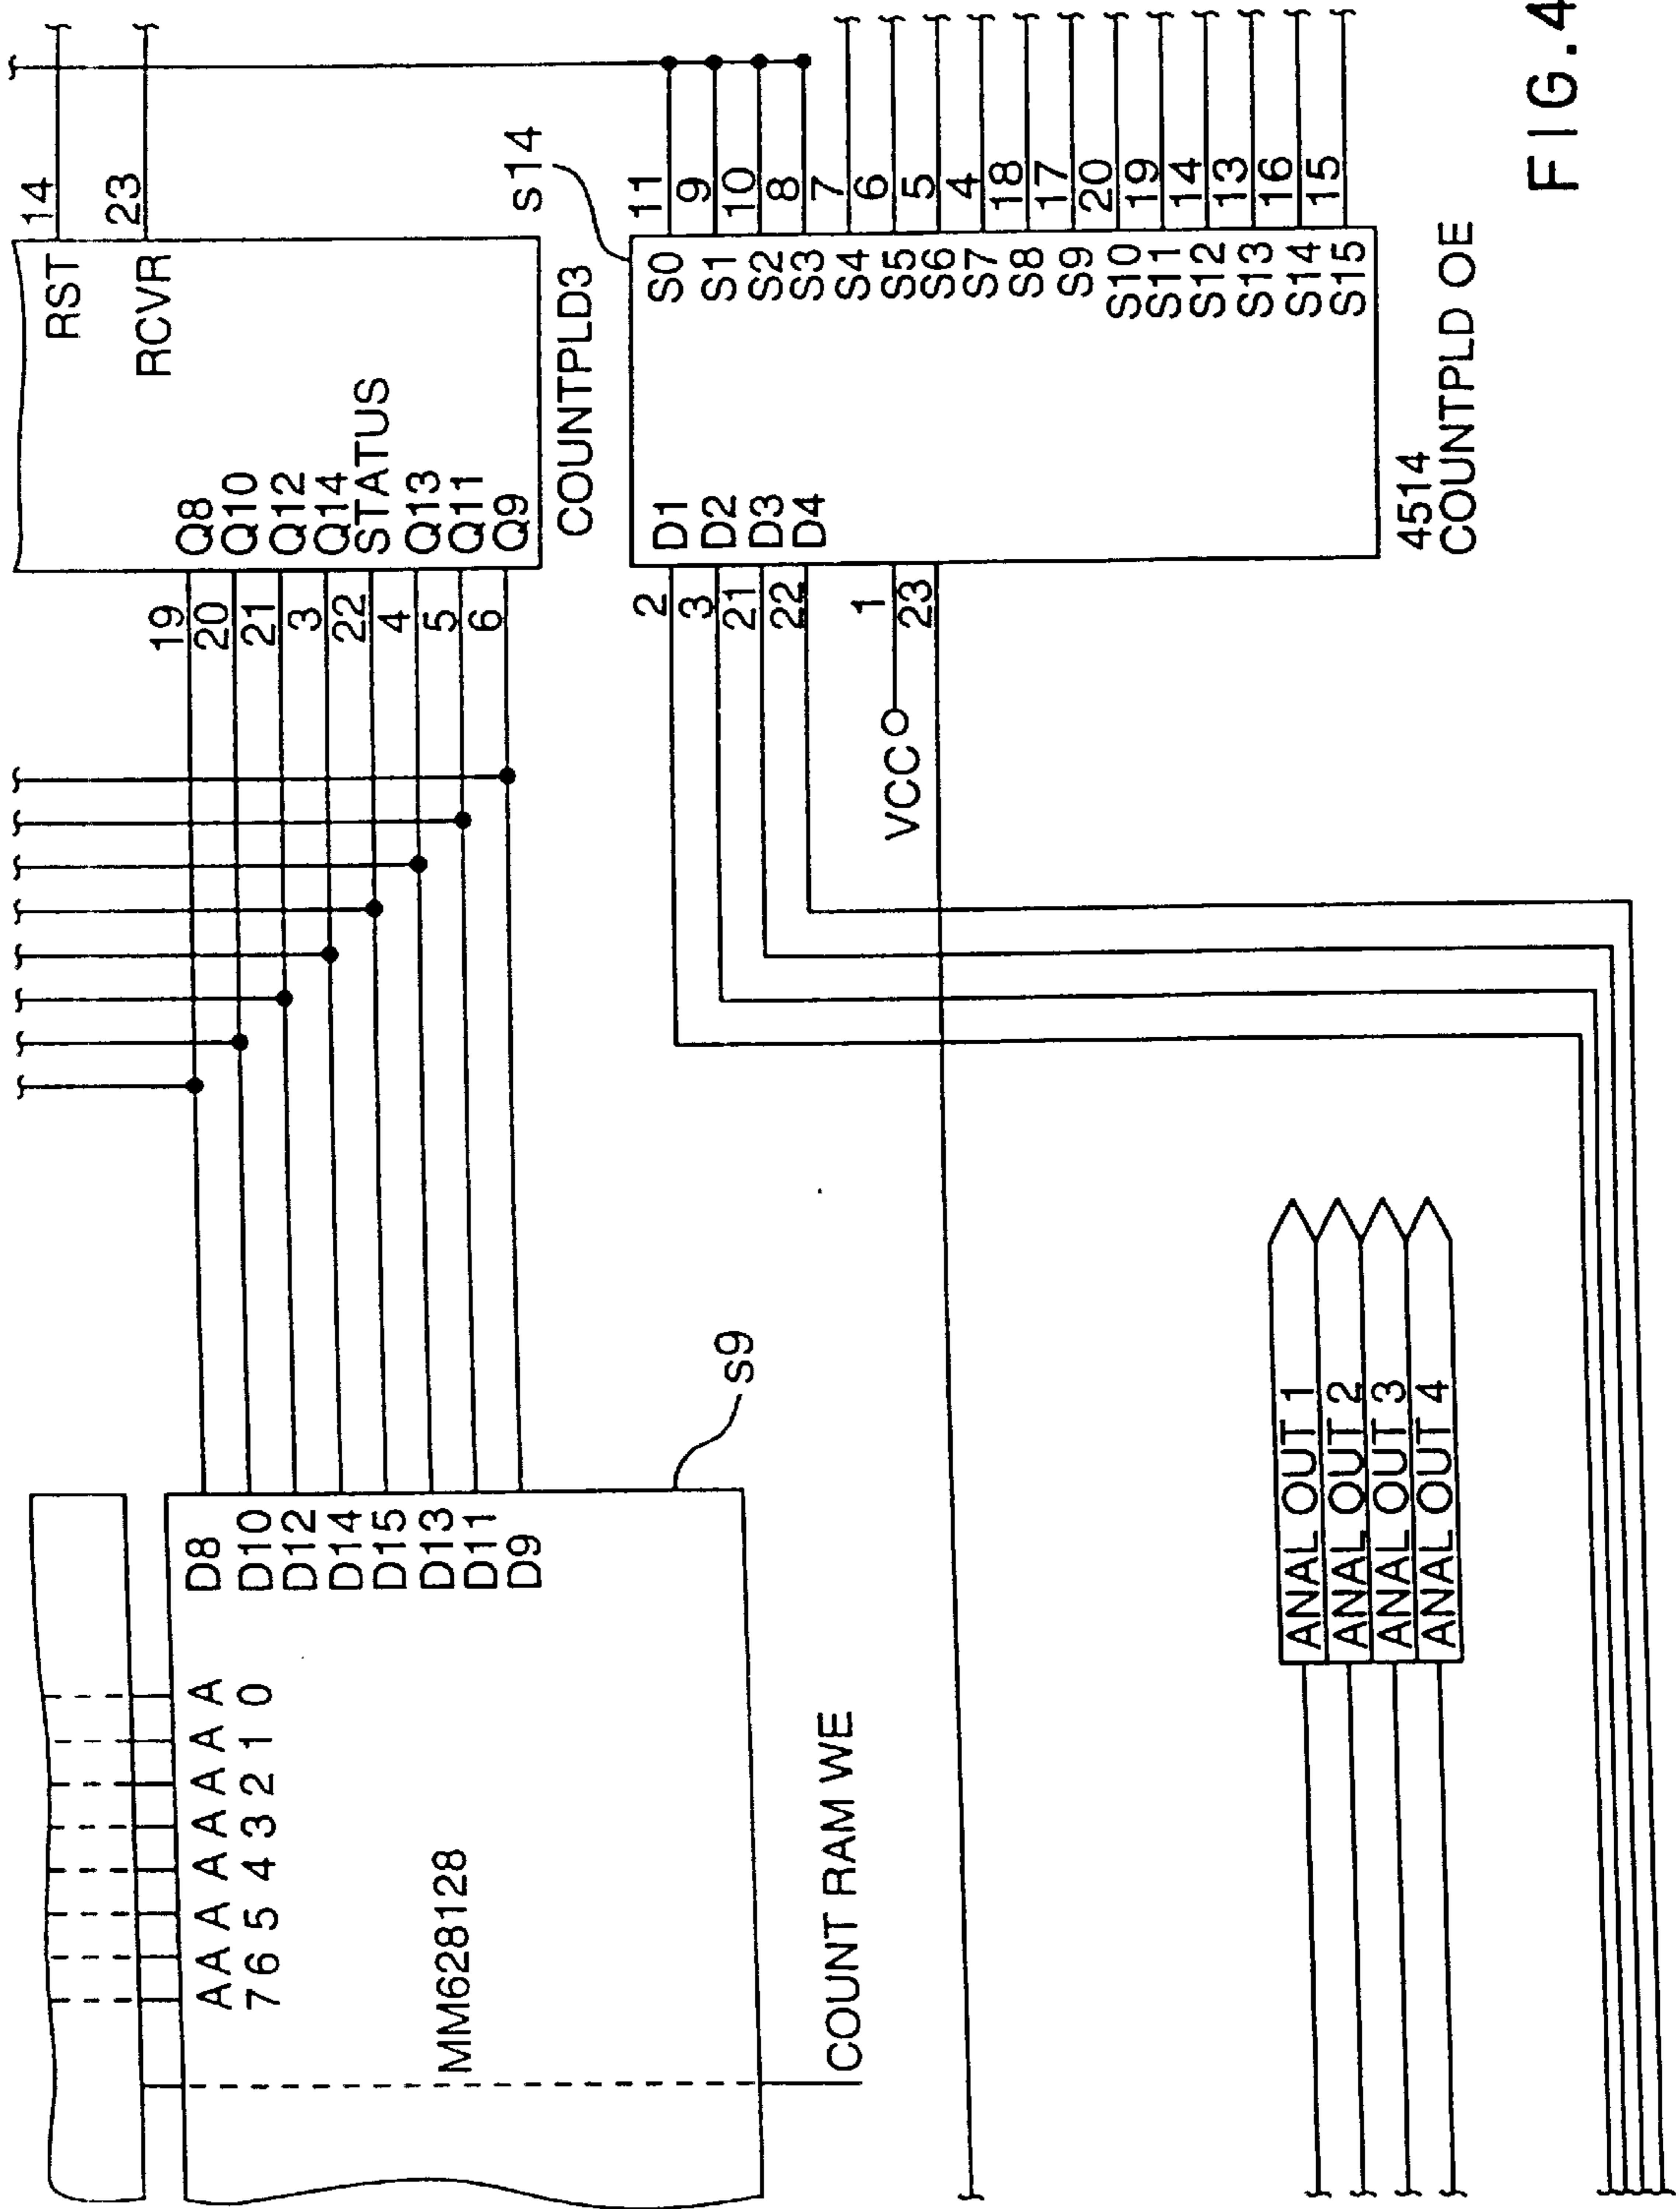 RST 14
RCVR 23
Q8 19
Q10 20
Q12 21
Q14 3
STATUS 22
Q13 4
Q11 5
Q9 6
COUNTPLD3
s14
D1 2
D2 3
D3 21
D4 22
1
23
VCC
S0 11
S1 9
S2 10
S3 8
S4 7
S5 6
S6 5
S7 4
S8 18
S9 17
S10 20
S11 19
S12 14
S13 13
S14 16
S15 15
4514
COUNTPLD OE
A A A A A A A A
7 6 5 4 3 2 1 0
D8
D10
D12
D14
D15
D13
D11
D9
MM628128
s9
COUNT RAM WE
ANAL OUT 1
ANAL OUT 2
ANAL OUT 3
ANAL OUT 4
FIG.4